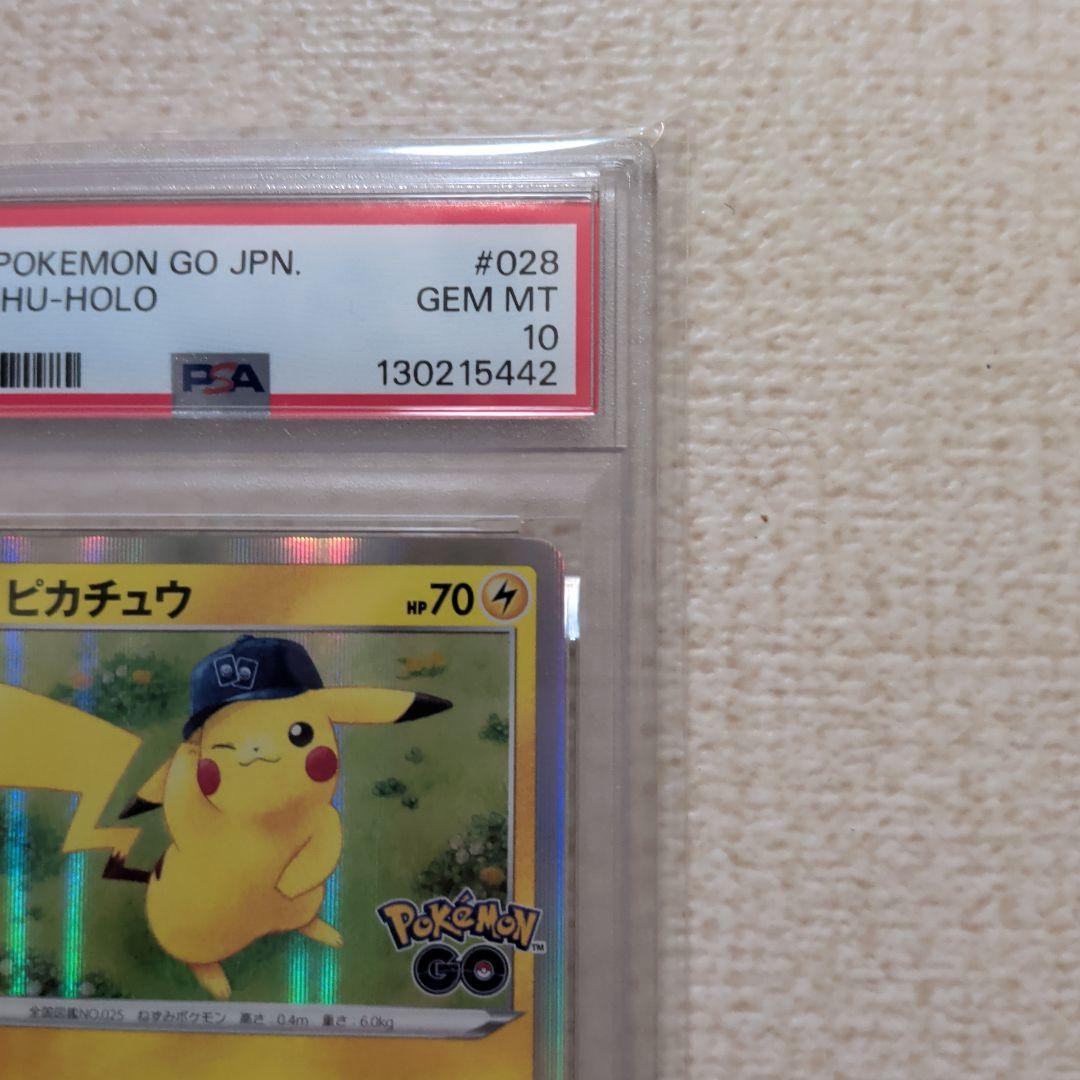 POKEMON GO JPN. #028
HU-HOLO GEM MT
10
PSA 130215442
ピカチュウ HP70
Pokémon™
GO
全国図鑑NO.025 ねずみポケモン 高さ:0.4m 重さ:6.0kg